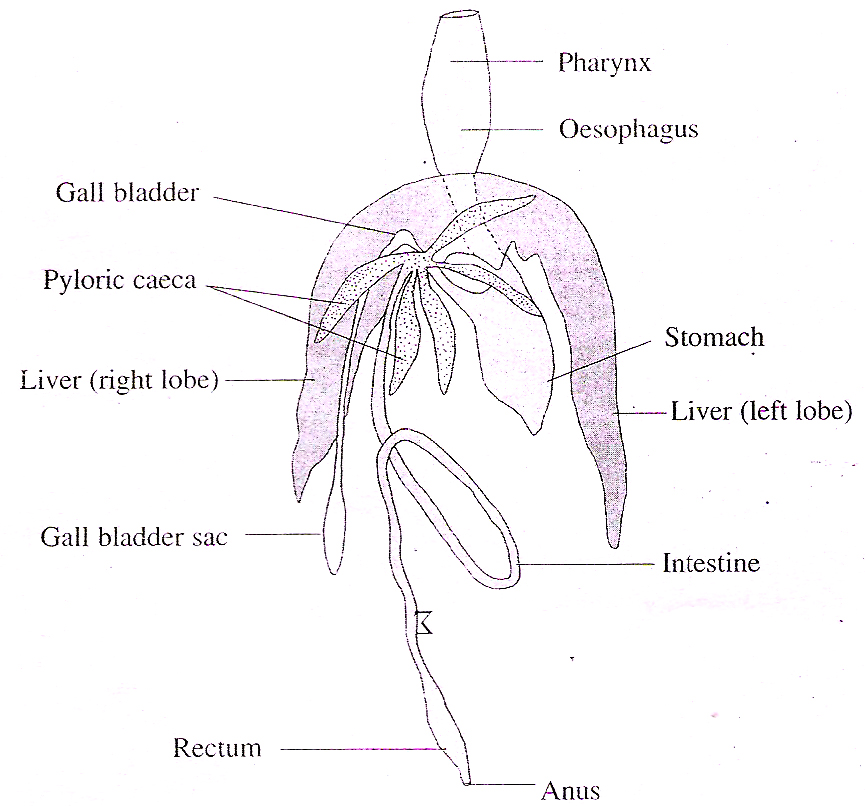 Pharynx
Oesophagus
Gall bladder
Pyloric caeca
Stomach
Liver (right lobe)
Liver (left lobe)
Gall bladder sac
Intestine
Rectum
Anus